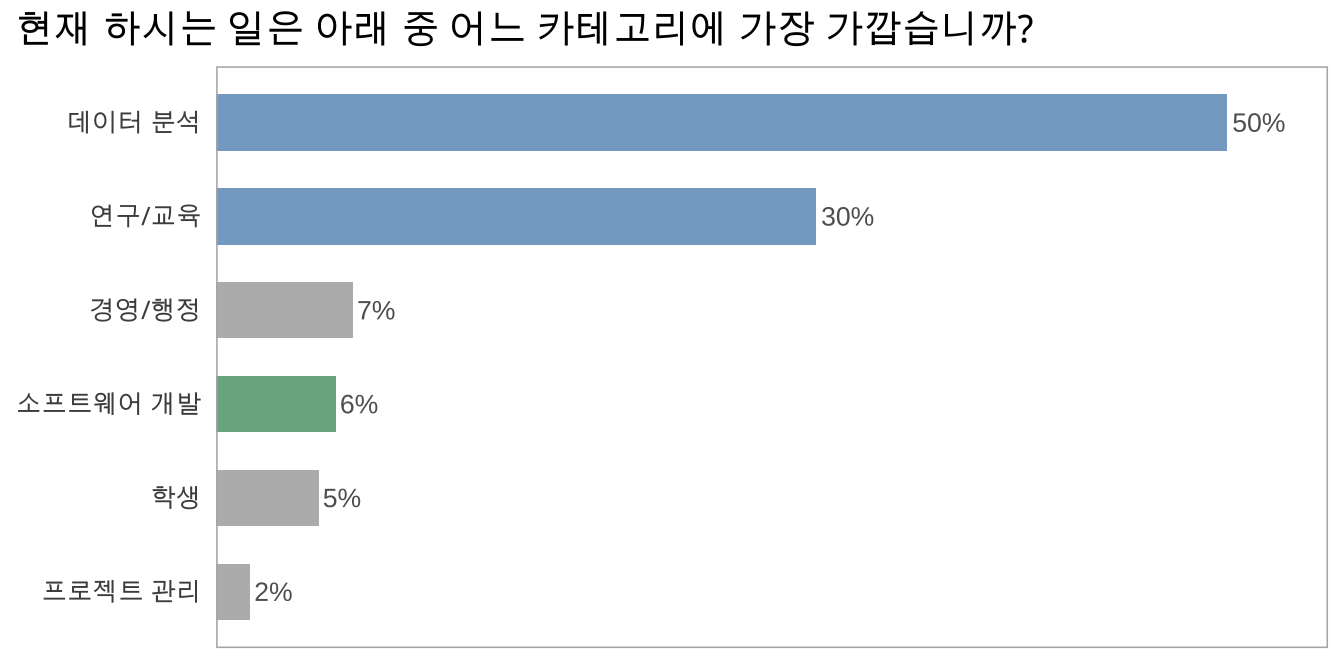 현재 하시는 일은 아래 중 어느 카테고리에 가장 가깝습니까?
데이터 분석 50%
연구/교육 30%
경영/행정 7%
소프트웨어 개발 6%
학생 5%
프로젝트 관리 2%